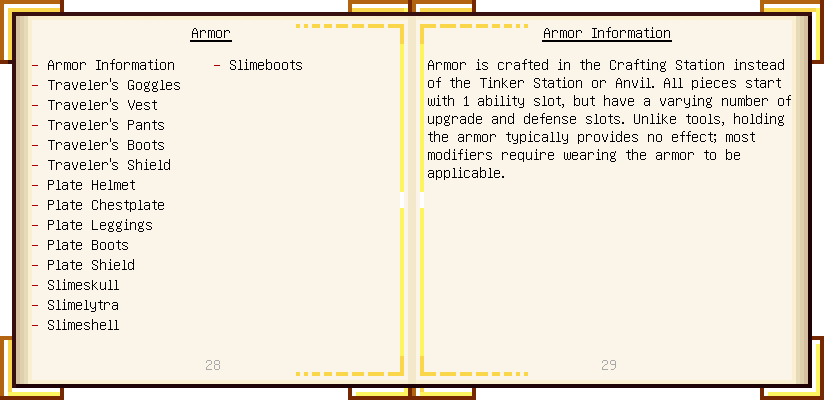 Armor
- Armor Information
- Traveler's Goggles
- Traveler's Vest
- Traveler's Pants
- Traveler's Boots
- Traveler's Shield
- Plate Helmet
- Plate Chestplate
- Plate Leggings
- Plate Boots
- Plate Shield
- Slimeskull
- Slimelytra
- Slimeshell
- Slimeboots
28
Armor Information
Armor is crafted in the Crafting Station instead
of the Tinker Station or Anvil. All pieces start
with 1 ability slot, but have a varying number of
upgrade and defense slots. Unlike tools, holding
the armor typically provides no effect; most
modifiers require wearing the armor to be
applicable.
29